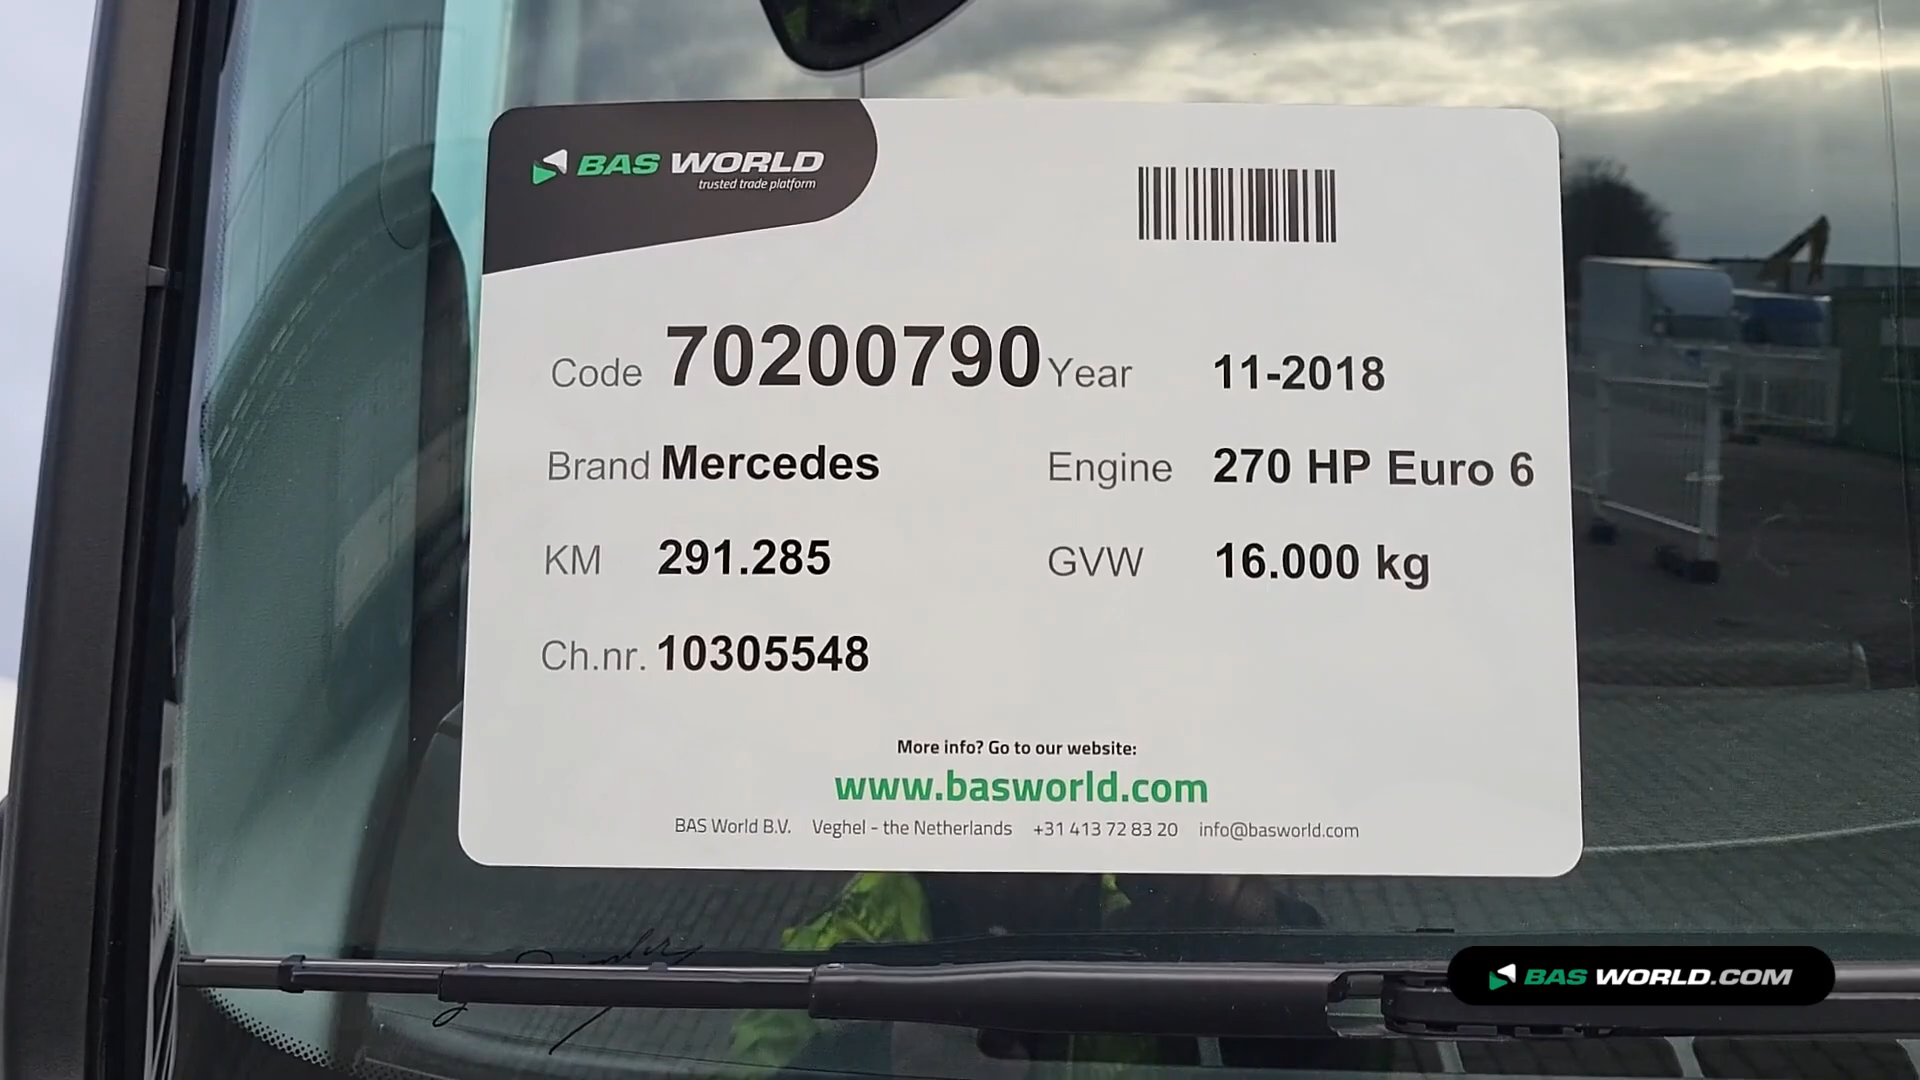 BAS WORLD
trusted trade platform
Code 70200790 Year 11-2018
Brand Mercedes Engine 270 HP Euro 6
KM 291.285 GVW 16.000 kg
Ch.nr. 10305548
More info? Go to our website:
www.basworld.com
BAS World B.V. Veghel - the Netherlands +31 413 72 83 20 info@basworld.com
BAS WORLD.COM